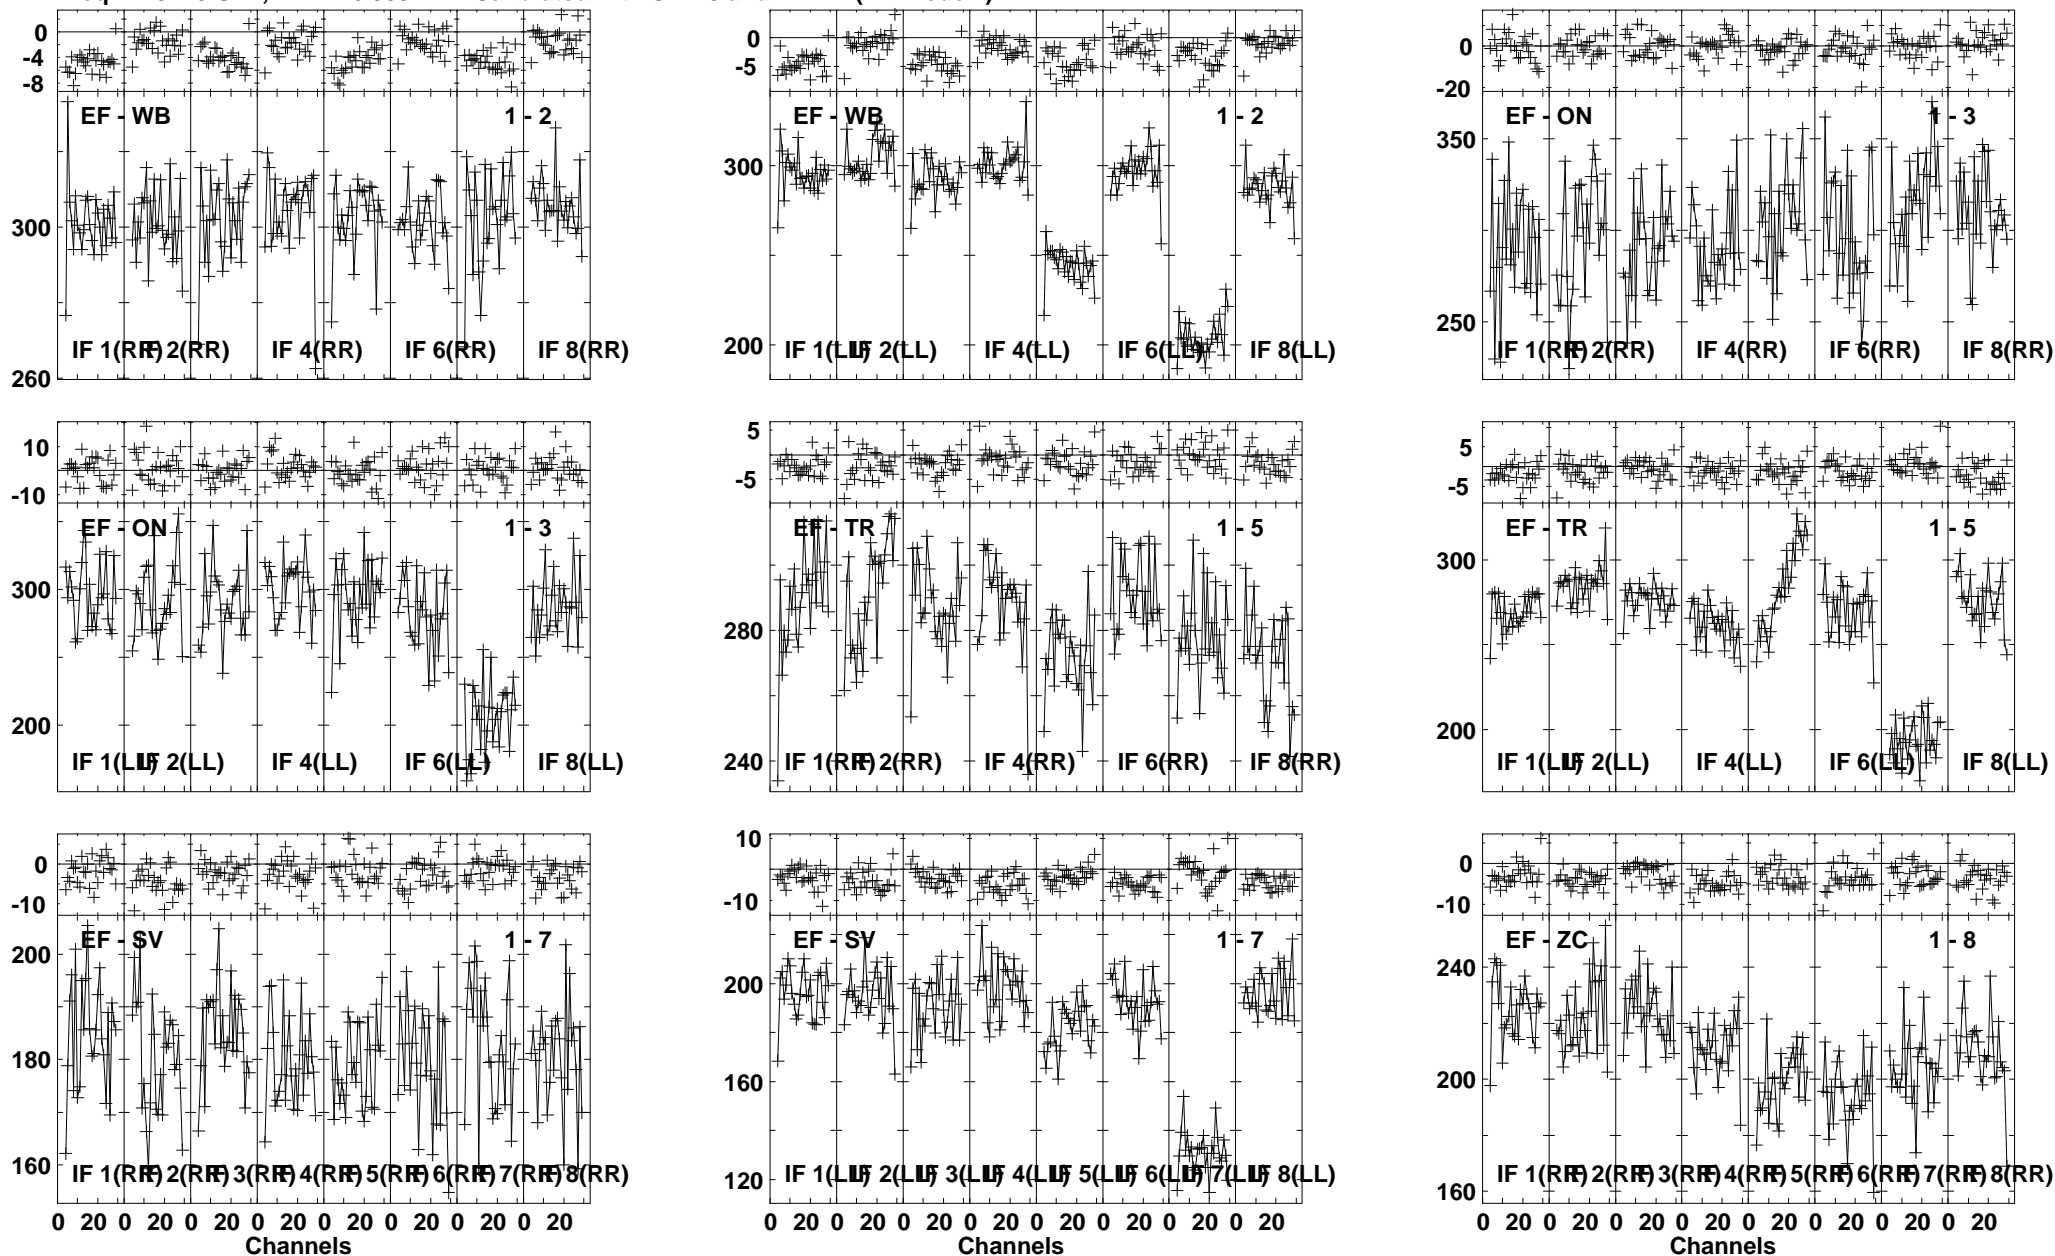 0 -4 -8
EF - WB 1 - 2
300
260
IF 1(RR) IF 2(RR) IF 4(RR) IF 6(RR) IF 8(RR)
0 -5
EF - WB 1 - 2
300
200
IF 1(LL) IF 2(LL) IF 4(LL) IF 6(LL) IF 8(LL)
0 -20
EF - ON 1 - 3
350
250
IF 1(RR) IF 2(RR) IF 4(RR) IF 6(RR) IF 8(RR)
10 -10
EF - ON 1 - 3
300
200
IF 1(LL) IF 2(LL) IF 4(LL) IF 6(LL) IF 8(LL)
5 -5
EF - TR 1 - 5
280
240
IF 1(RR) IF 2(RR) IF 4(RR) IF 6(RR) IF 8(RR)
5 -5
EF - TR 1 - 5
300
200
IF 1(LL) IF 2(LL) IF 4(LL) IF 6(LL) IF 8(LL)
0 -10
EF - SV 1 - 7
200
180
160
IF 1(RR) IF 2(RR) IF 3(RR) IF 4(RR) IF 5(RR) IF 6(RR) IF 7(RR) IF 8(RR)
0 20 0 20 0 20 0 20 0 20 0 20 0 20 0 20
Channels
10 -10
EF - SV 1 - 7
200
160
120
IF 1(LL) IF 2(LL) IF 3(LL) IF 4(LL) IF 5(LL) IF 6(LL) IF 7(LL) IF 8(LL)
0 20 0 20 0 20 0 20 0 20 0 20 0 20 0 20
Channels
0 -10
EF - ZC 1 - 8
240
200
160
IF 1(RR) IF 2(RR) IF 3(RR) IF 4(RR) IF 5(RR) IF 6(RR) IF 7(RR) IF 8(RR)
0 20 0 20 0 20 0 20 0 20 0 20 0 20 0 20
Channels